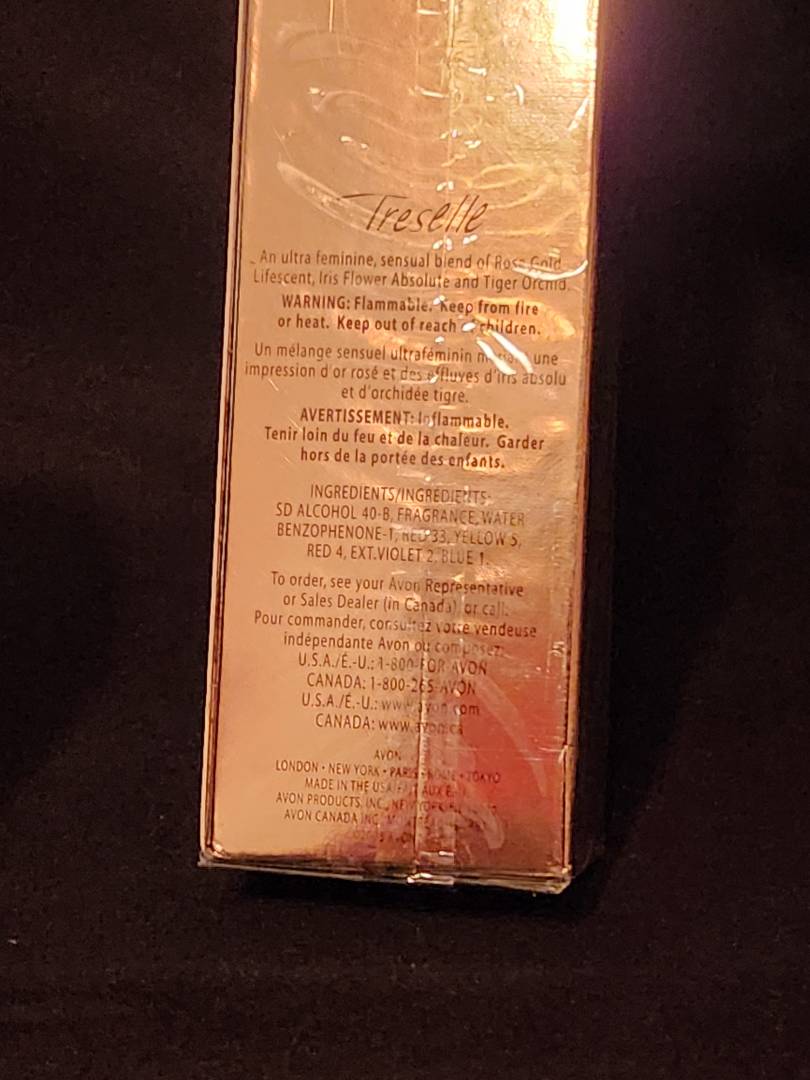 Treselle
An ultra feminine, sensual blend of Rose Gold
Lifescent, Iris Flower Absolute and Tiger Orchid.
WARNING: Flammable. Keep from fire
or heat. Keep out of reach of children.
Un mélange sensuel ultraféminin une
impression d'or rosé et des effluves d'iris absolu
et d'orchidée tigre.
AVERTISSEMENT: Inflammable.
Tenir loin du feu et de la chaleur. Garder
hors de la portée des enfants.
INGREDIENTS/INGRÉDIENTS:
SD ALCOHOL 40-B, FRAGRANCE, WATER
BENZOPHENONE-1, RED 33, YELLOW 5,
RED 4, EXT.VIOLET 2, BLUE 1.
To order, see your Avon Representative
or Sales Dealer (in Canada), or call:
Pour commander, consultez votre vendeuse
indépendante Avon ou composez:
U.S.A./É.-U.: 1-800-FOR-AVON
CANADA: 1-800-265-AVON
U.S.A./É.-U.: www.avon.com
CANADA: www.avon.ca
AVON
LONDON • NEW YORK • PARIS • ROME • TOKYO
MADE IN THE USA/FAIT AUX É.-U.
AVON PRODUCTS, INC., NEW YORK
AVON CANADA INC.